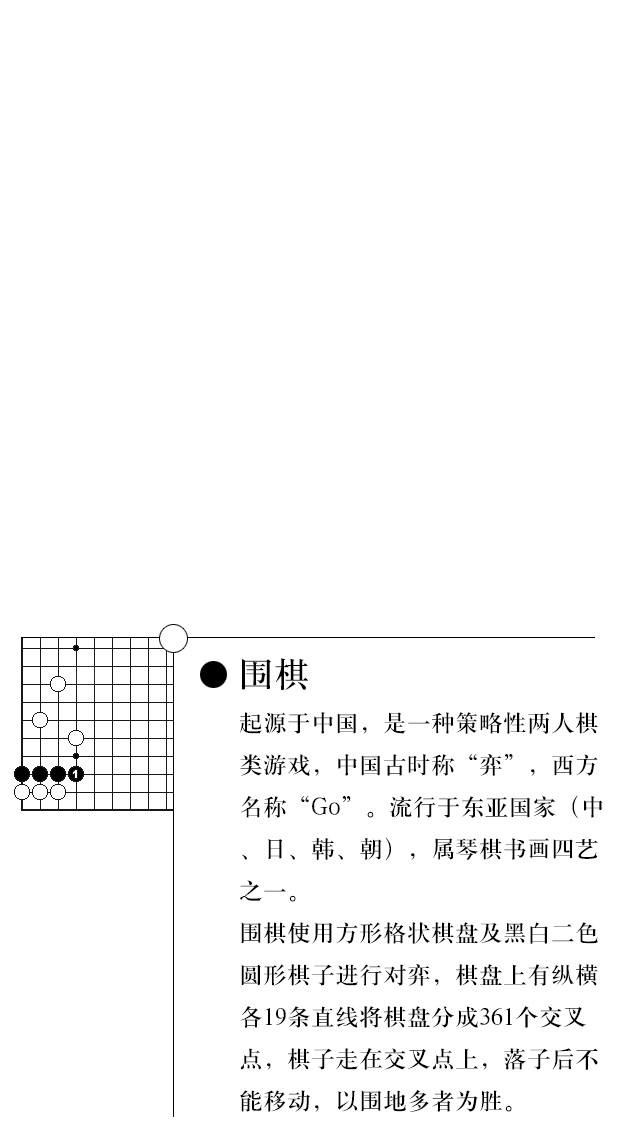 围棋
起源于中国，是一种策略性两人棋
类游戏，中国古时称“弈”，西方
名称“Go”。流行于东亚国家（中
、日、韩、朝），属琴棋书画四艺
之一。
围棋使用方形格状棋盘及黑白二色
圆形棋子进行对弈，棋盘上有纵横
各19条直线将棋盘分成361个交叉
点，棋子走在交叉点上，落子后不
能移动，以围地多者为胜。
1